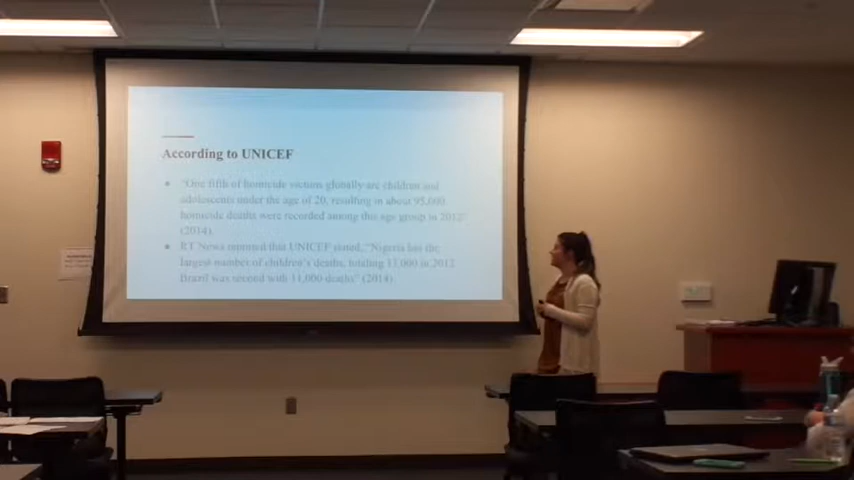 According to UNICEF
• "One fifth of homicide victims globally are children and
adolescents under the age of 20, resulting in about 95,000
homicide deaths were recorded among this age group in 2012"
(2014).
• RT News reported that UNICEF stated, "Nigeria has the
largest number of children's deaths, totaling 13,000 in 2012
Brazil was second with 11,000 deaths" (2014).